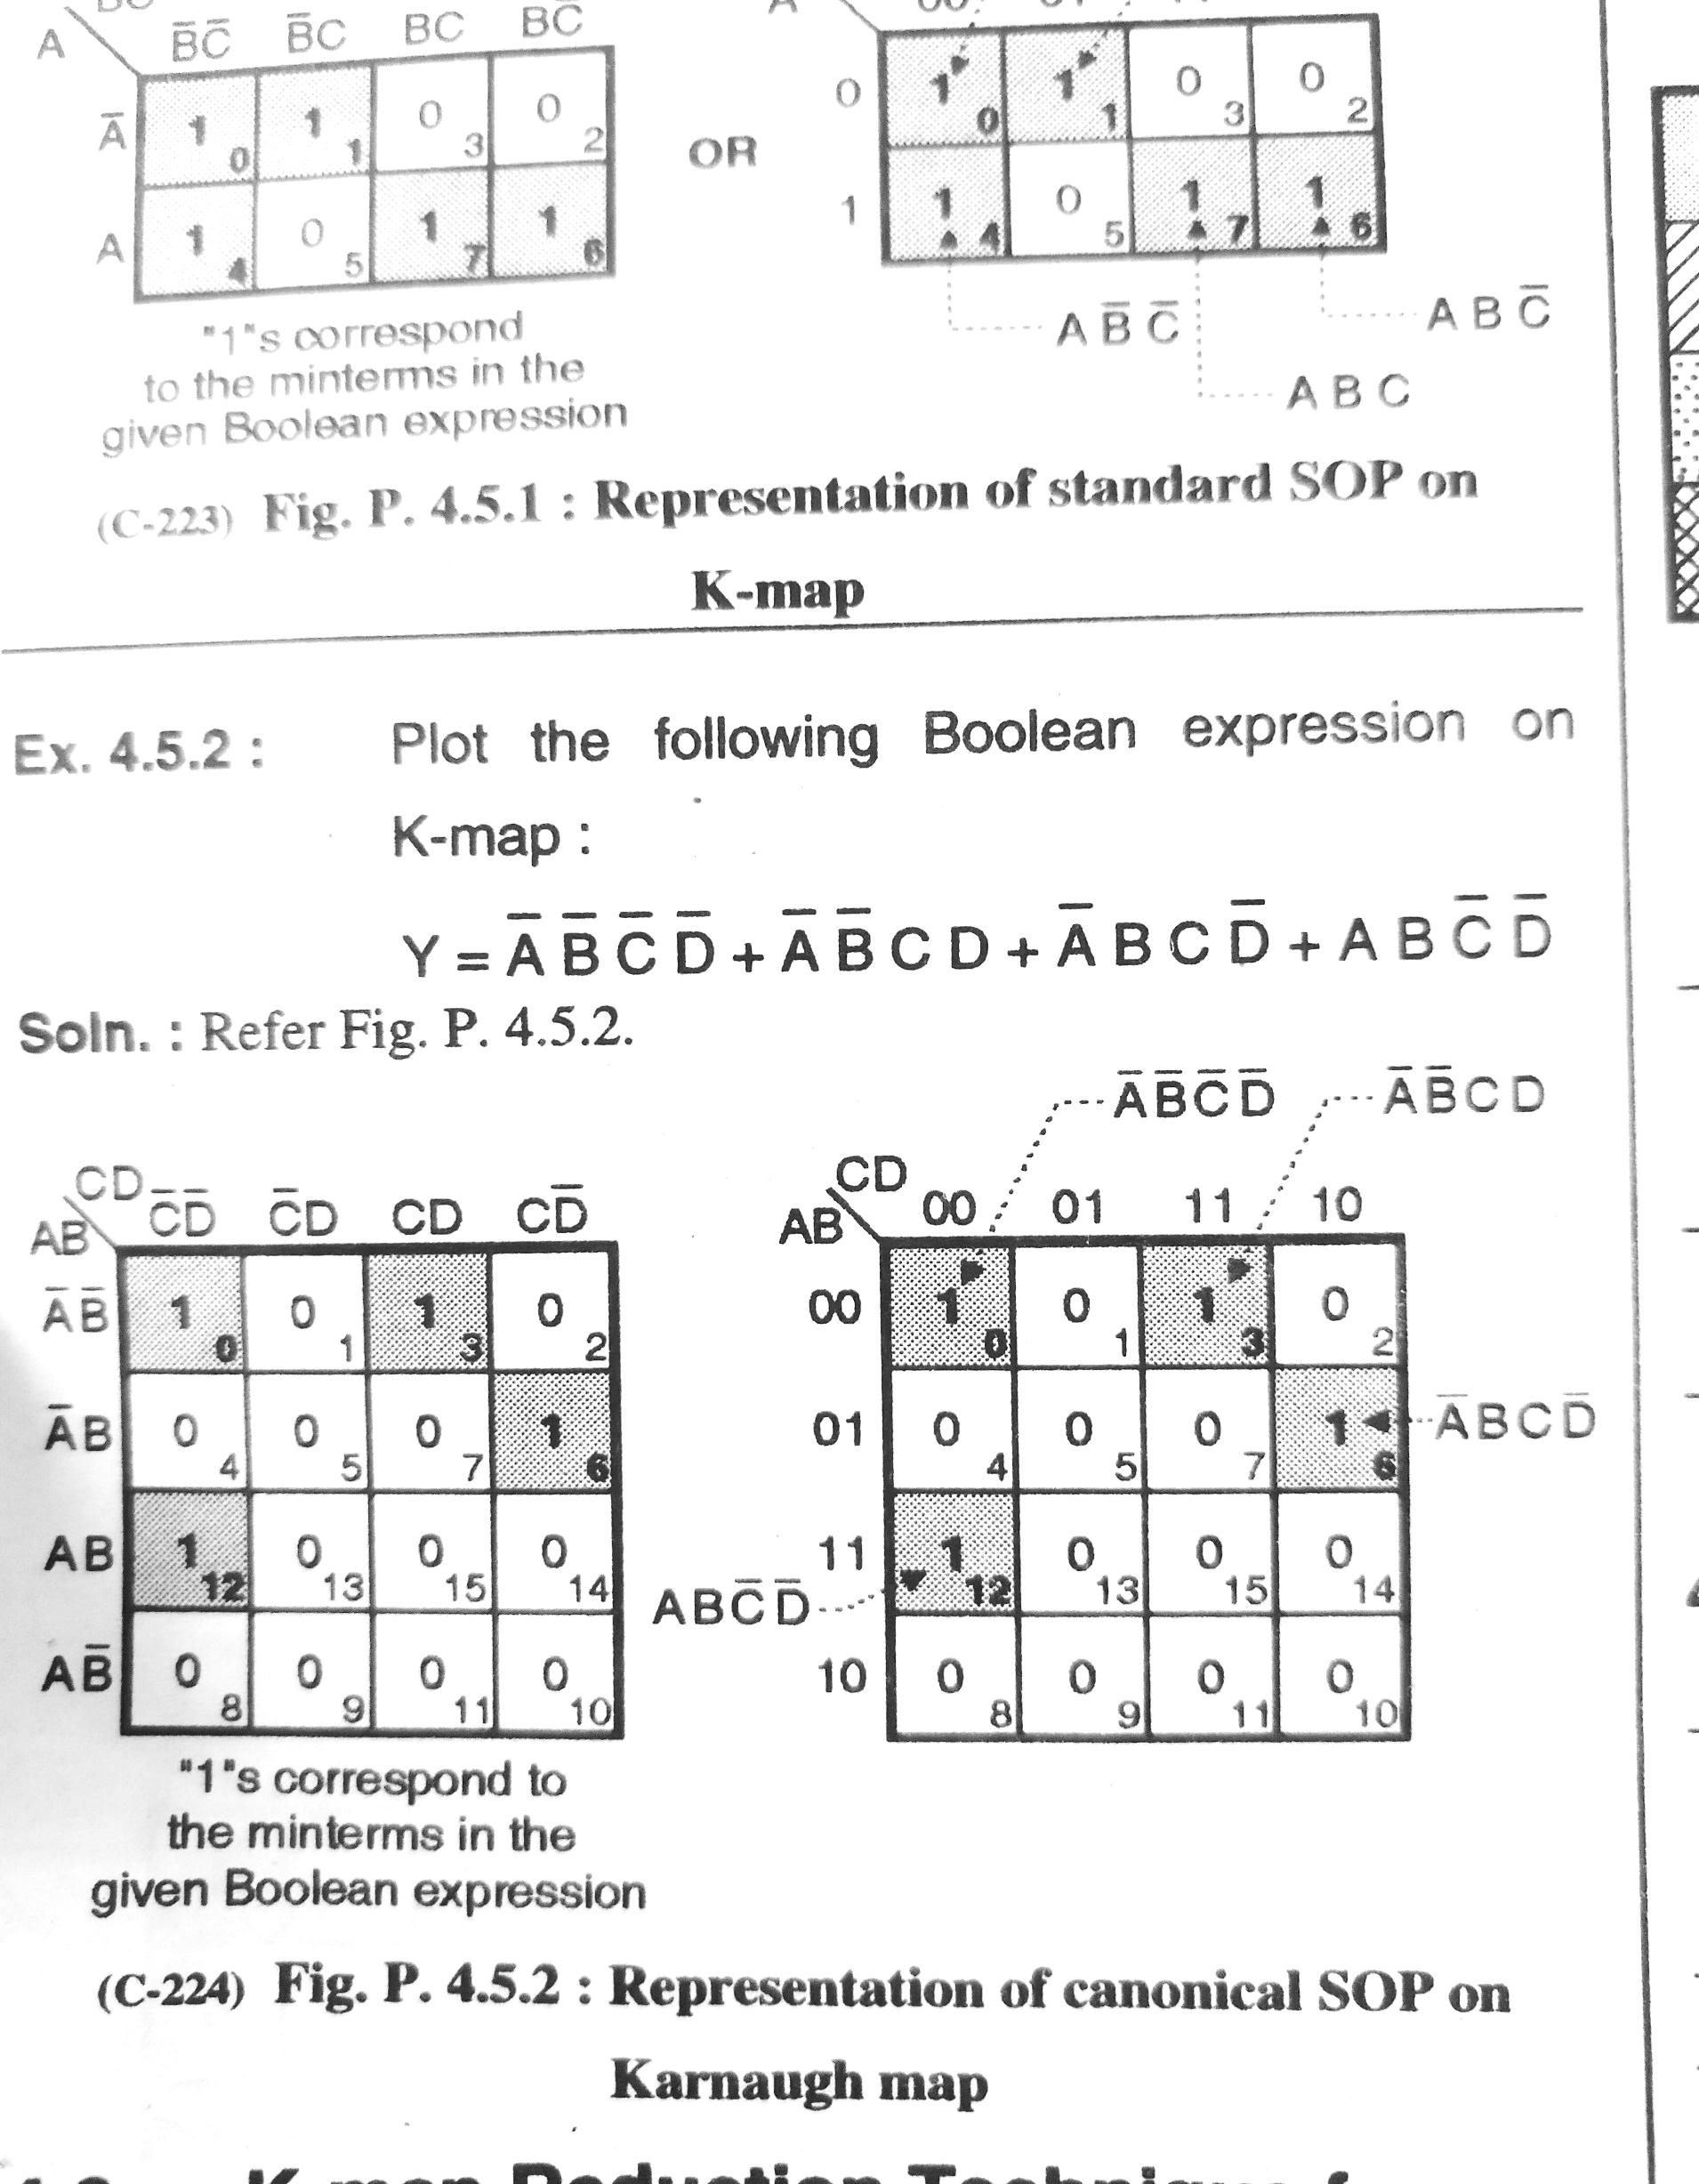 A B̅C̅ B̅C BC BC̅
A̅ 1 0 1 1 0 3 0 2
A 1 4 0 5 1 7 1 6
"1"s correspond
to the minterms in the
given Boolean expression
OR
0 1 0 1 1 0 3 0 2
1 1 4 0 5 1 7 1 6
A B̅ C̅
A B C̅
A B C
(C-223) Fig. P. 4.5.1 : Representation of standard SOP on
K-map
Ex. 4.5.2 : Plot the following Boolean expression on
K-map :
Y = A̅ B̅ C̅ D̅ + A̅ B̅ C D + A̅ B C D̅ + A B C̅ D̅
Soln. : Refer Fig. P. 4.5.2.
CD
AB C̅D̅ C̅D CD CD̅
A̅B̅ 1 0 0 1 1 3 0 2
A̅B 0 4 0 5 0 7 1 6
AB 1 12 0 13 0 15 0 14
AB̅ 0 8 0 9 0 11 0 10
"1"s correspond to
the minterms in the
given Boolean expression
A̅B̅C̅D̅ A̅B̅CD
CD
AB 00 01 11 10
00 1 0 0 1 1 3 0 2
01 0 4 0 5 0 7 1 6 A̅BCD̅
11 1 12 0 13 0 15 0 14
ABC̅D̅
10 0 8 0 9 0 11 0 10
(C-224) Fig. P. 4.5.2 : Representation of canonical SOP on
Karnaugh map